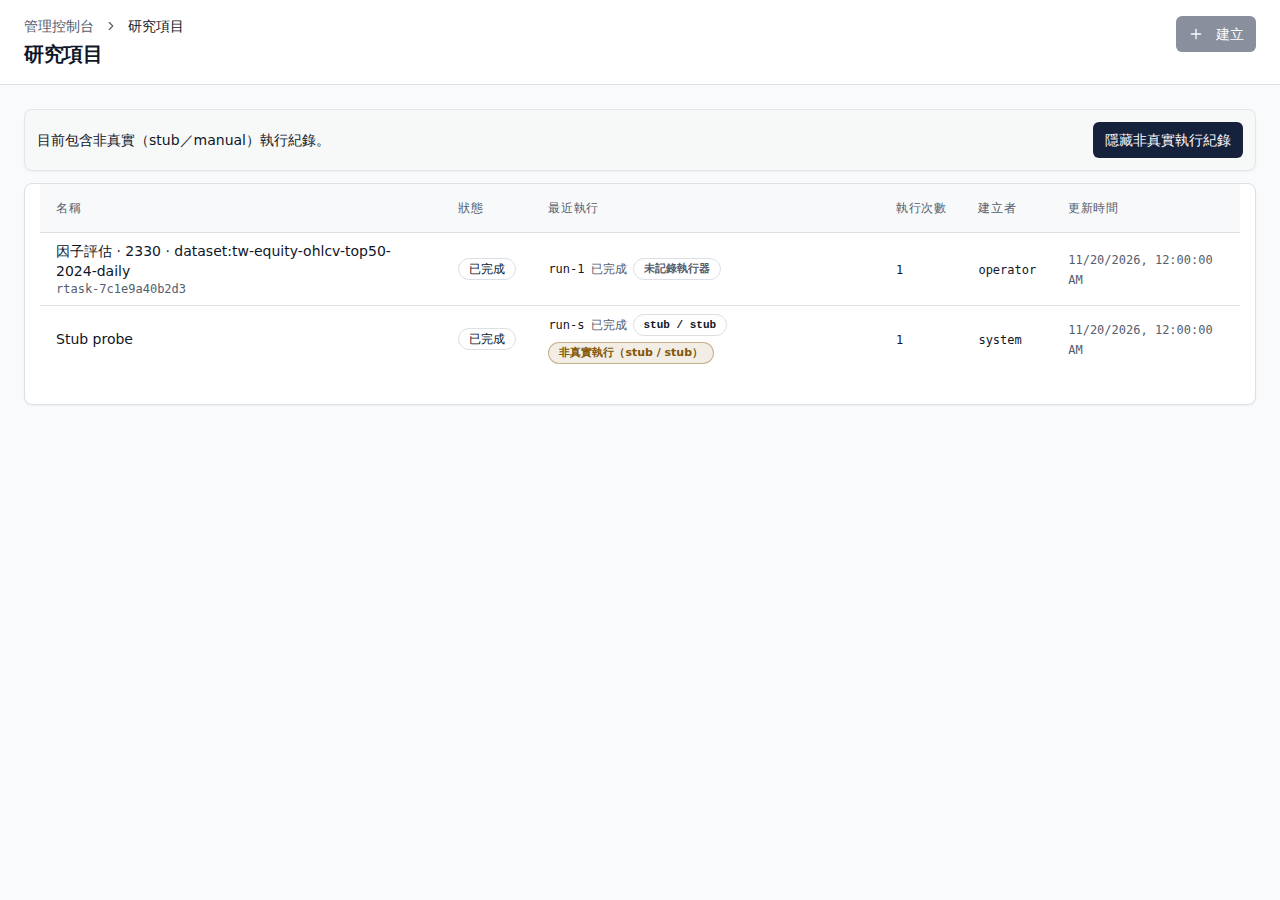 管理控制台 > 研究項目
研究項目
建立
目前包含非真實（stub／manual）執行紀錄。
隱藏非真實執行紀錄
名稱 狀態 最近執行 執行次數 建立者 更新時間
因子評估 · 2330 · dataset:tw-equity-ohlcv-top50-
2024-daily
rtask-7c1e9a40b2d3
已完成
run-1 已完成 未記錄執行器
1
operator
11/20/2026, 12:00:00
AM
Stub probe
已完成
run-s 已完成 stub / stub
非真實執行（stub / stub）
1
system
11/20/2026, 12:00:00
AM